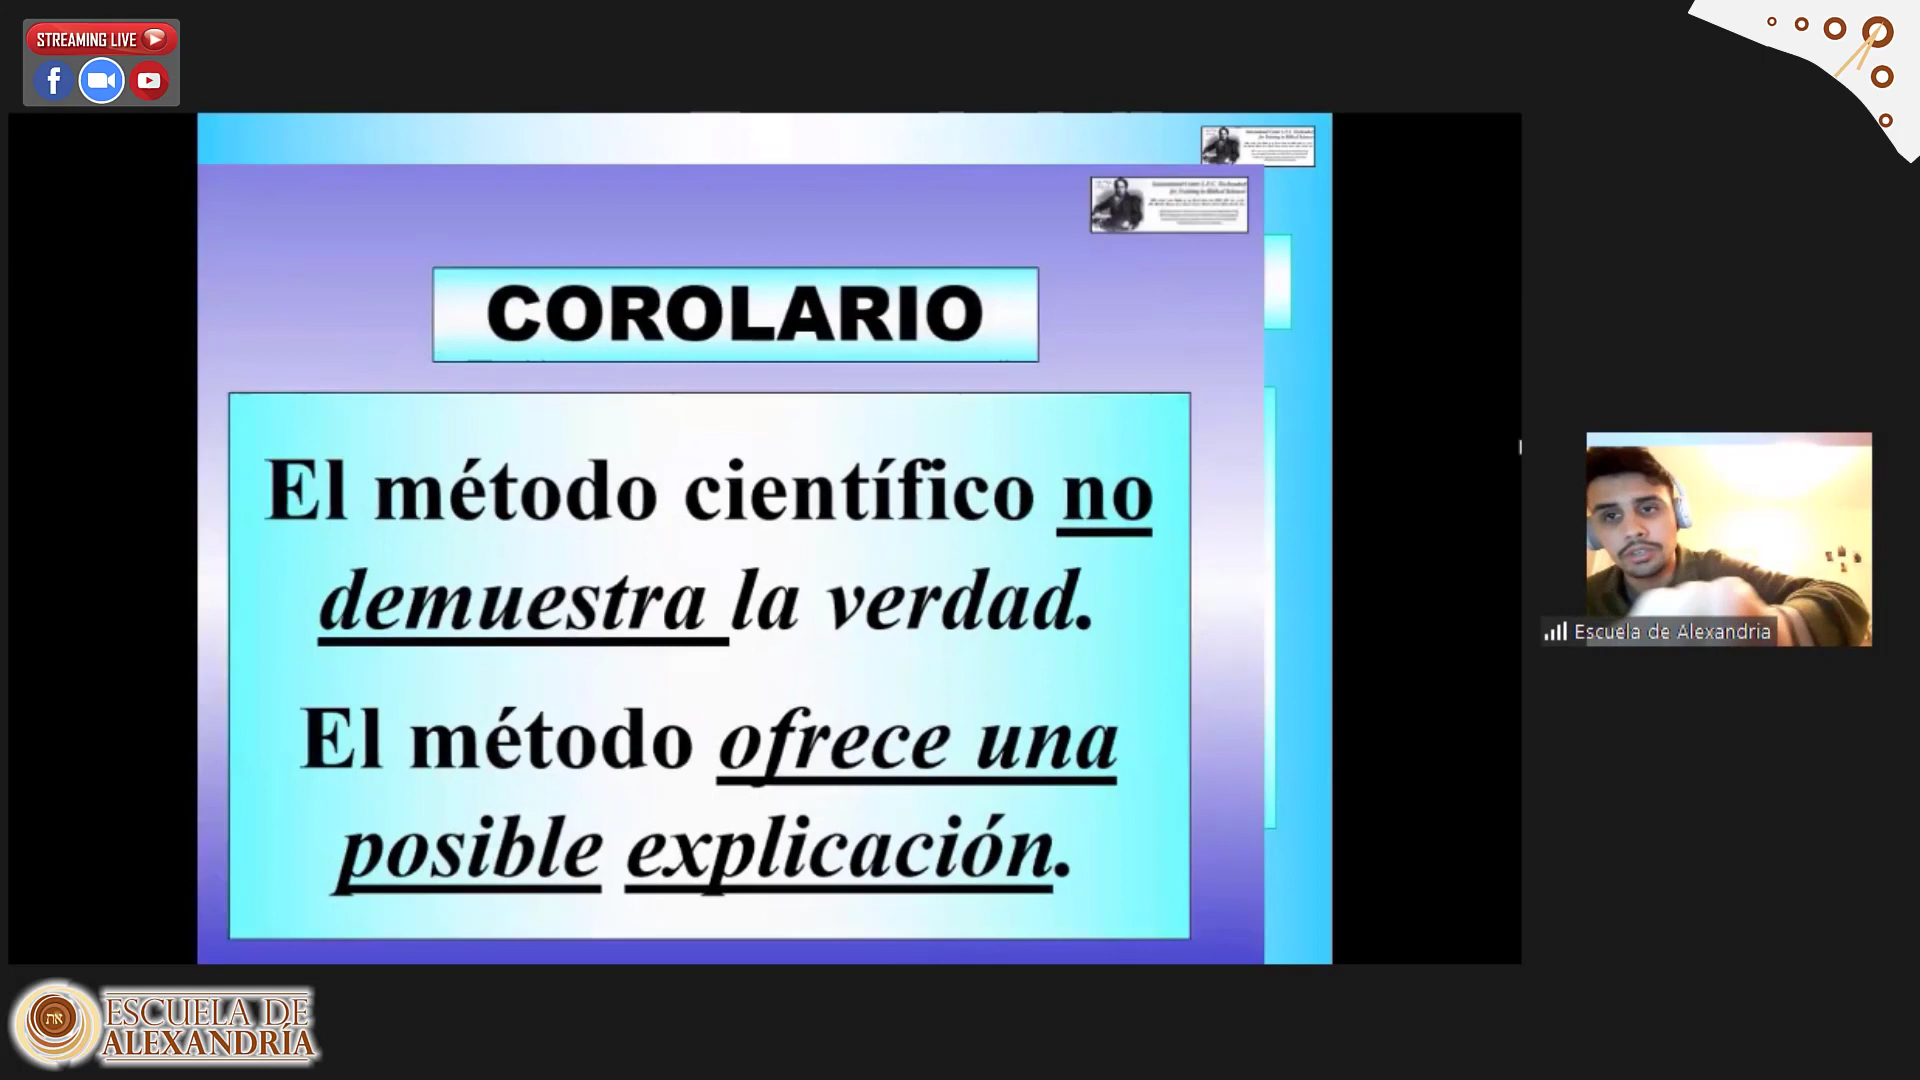 STREAMING LIVE
COROLARIO
El método científico no
demuestra la verdad.
El método ofrece una
posible explicación.
Escuela de Alexandria
את
ESCUELA DE
ALEXANDRÍA